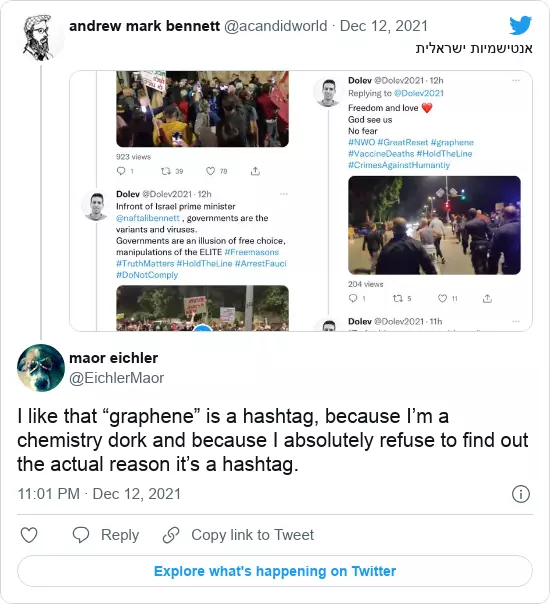 andrew mark bennett @acandidworld · Dec 12, 2021
אנטישמיות ישראלית
923 views
1 39 78
Dolev @Dolev2021 · 12h
Infront of Israel prime minister
@naftalibennett , governments are the
variants and viruses.
Governments are an illusion of free choice,
manipulations of the ELITE #Freemasons
#TruthMatters #HoldTheLine #ArrestFauci
#DoNotComply
Dolev @Dolev2021 · 12h
Replying to @Dolev2021
Freedom and love ❤️
God see us
No fear
#NWO #GreatReset #graphene
#VaccineDeaths #HoldTheLine
#CrimesAgainstHumantiy
204 views
1 5 11
Dolev @Dolev2021 · 11h
maor eichler
@EichlerMaor
I like that “graphene” is a hashtag, because I’m a
chemistry dork and because I absolutely refuse to find out
the actual reason it’s a hashtag.
11:01 PM · Dec 12, 2021
Reply Copy link to Tweet
Explore what's happening on Twitter